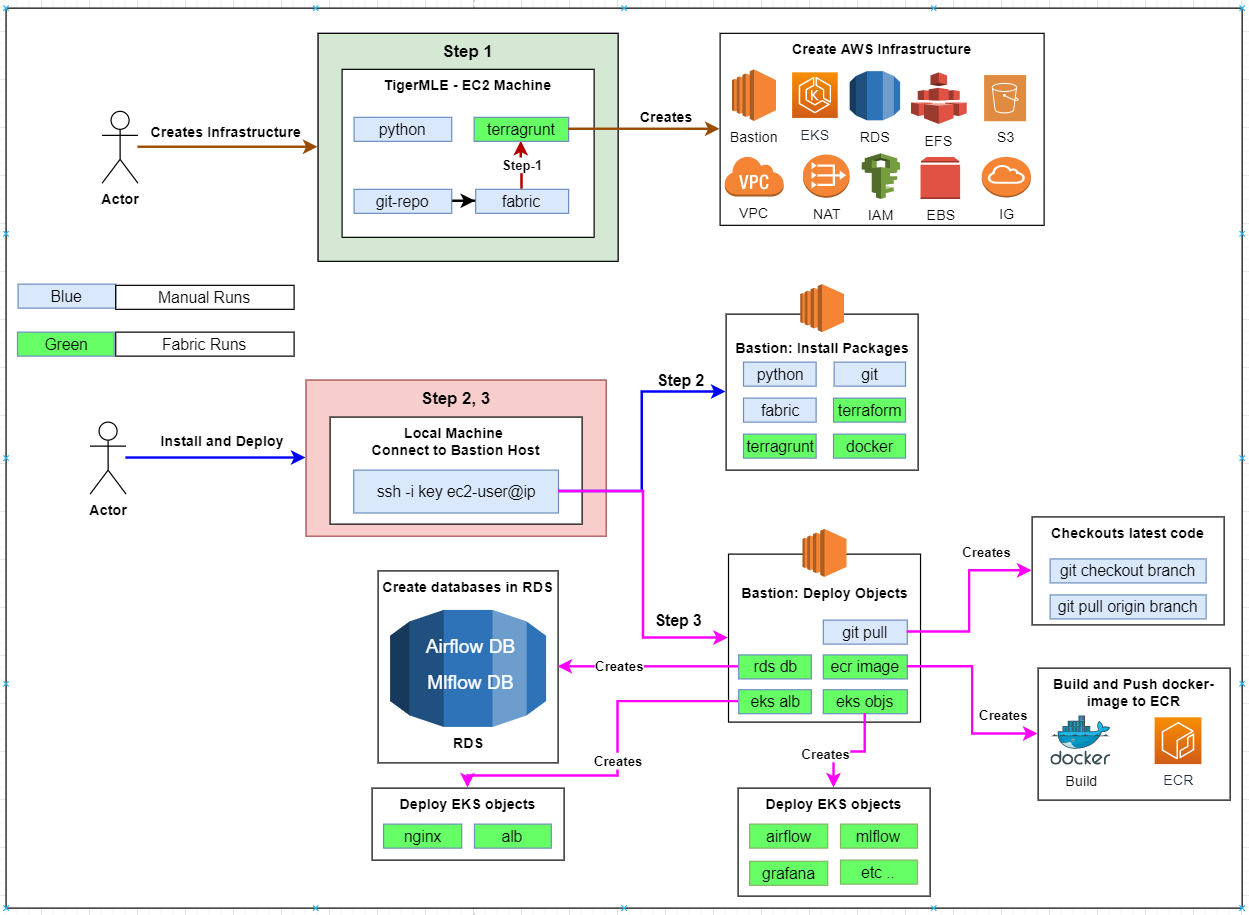 Step 1
TigerMLE - EC2 Machine
python
terragrunt
Step-1
git-repo
fabric
Creates Infrastructure
Actor
Creates
Create AWS Infrastructure
Bastion
EKS
RDS
EFS
S3
VPC
VPC
NAT
IAM
EBS
IG
Blue
Manual Runs
Green
Fabric Runs
Step 2, 3
Local Machine
Connect to Bastion Host
ssh -i key ec2-user@ip
Install and Deploy
Actor
Step 2
Bastion: Install Packages
python
git
fabric
terraform
terragrunt
docker
Step 3
Bastion: Deploy Objects
git pull
rds db
ecr image
eks alb
eks objs
Creates
Checkouts latest code
git checkout branch
git pull origin branch
Creates
Build and Push docker-
image to ECR
docker
Build
ECR
Creates
Create databases in RDS
Airflow DB
Mlflow DB
RDS
Creates
Deploy EKS objects
nginx
alb
Creates
Deploy EKS objects
airflow
mlflow
grafana
etc ..